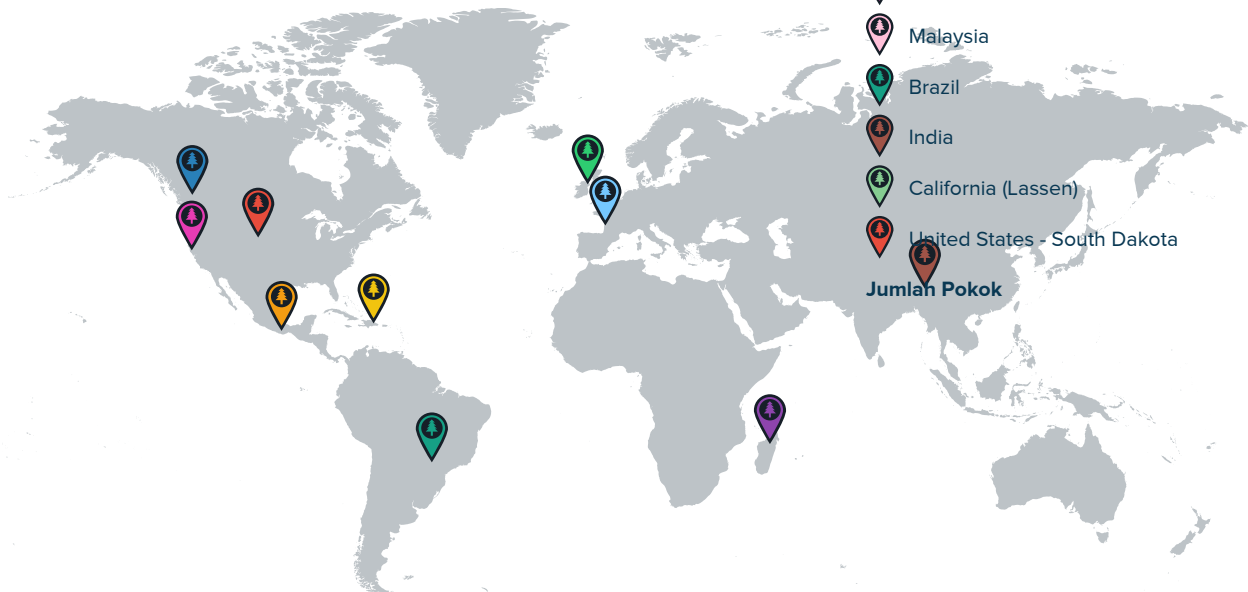 Malaysia
Brazil
India
California (Lassen)
United States - South Dakota
Jumlah Pokok